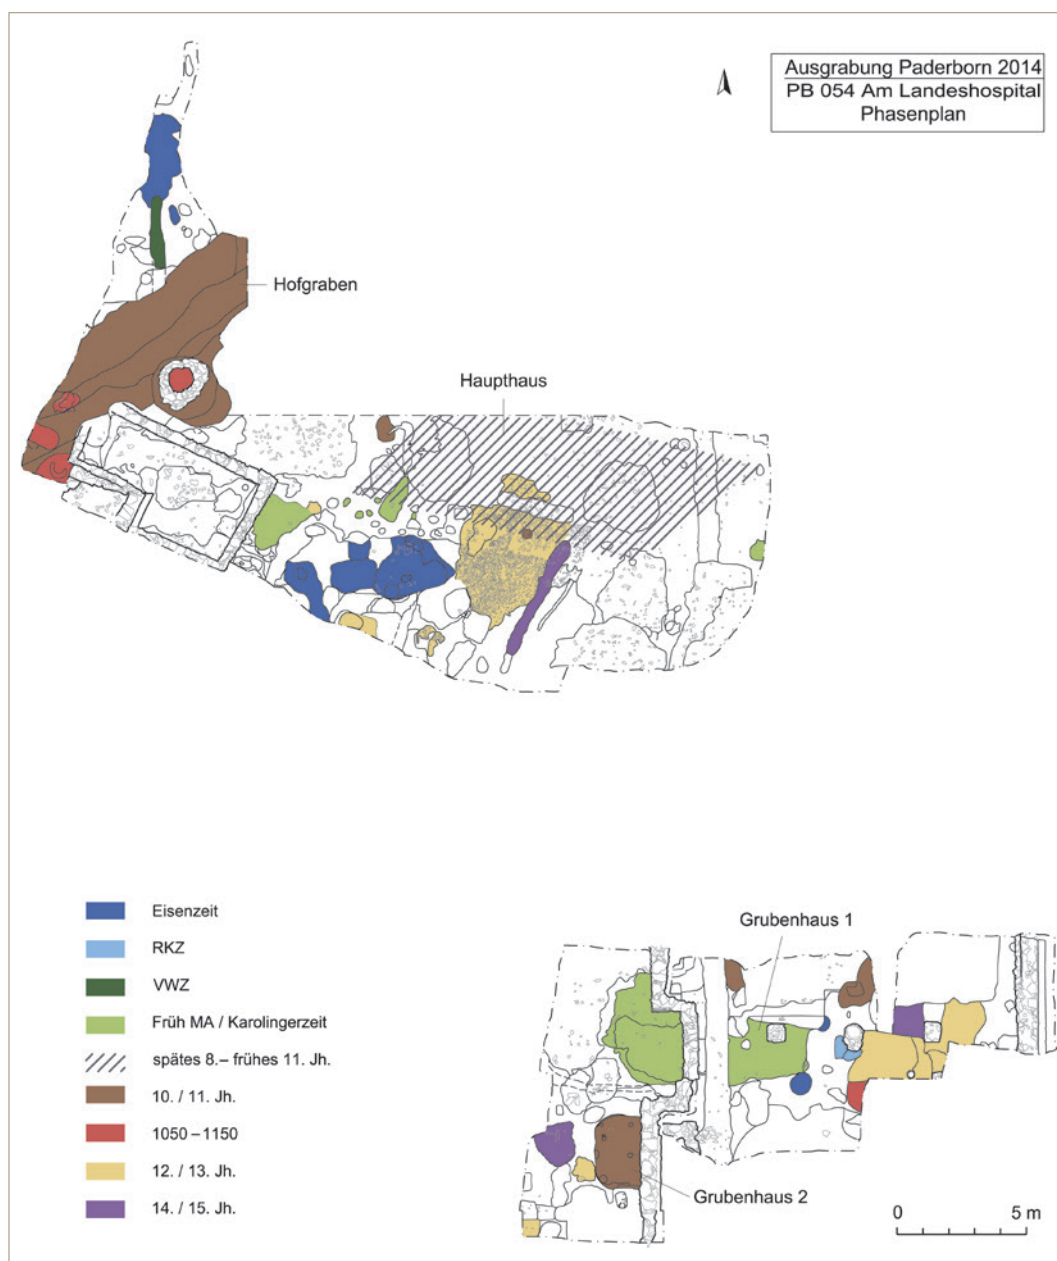 Ausgrabung Paderborn 2014
PB 054 Am Landeshospital
Phasenplan
Hofgraben
Haupthaus
Eisenzeit
RKZ
VWZ
Früh MA / Karolingerzeit
spätes 8.– frühes 11. Jh.
10. / 11. Jh.
1050 – 1150
12. / 13. Jh.
14. / 15. Jh.
Grubenhaus 1
Grubenhaus 2
0 5 m